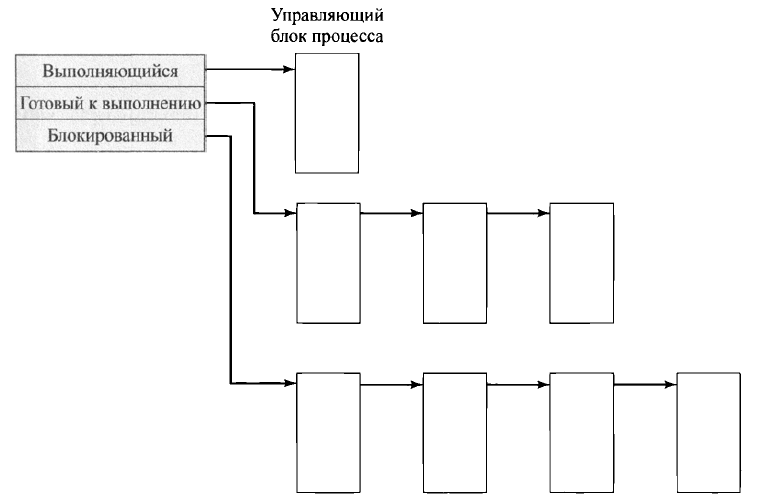 Управляющий
блок процесса
Выполняющийся
Готовый к выполнению
Блокированный